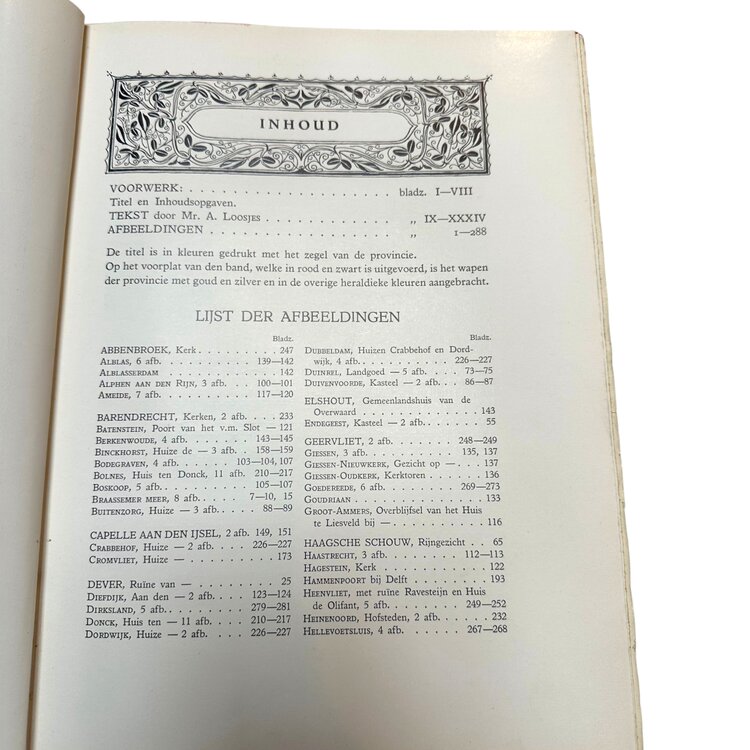 INHOUD
VOORWERK: . . . . . . . . . . . . . . . . . . bladz. I—VIII
Titel en Inhoudsopgaven.
TEKST door Mr. A. Loosjes . . . . . . . . . . . „ IX—XXXIV
AFBEELDINGEN . . . . . . . . . . . . . . . . „ 1—288
De titel is in kleuren gedrukt met het zegel van de provincie.
Op het voorplat van den band, welke in rood en zwart is uitgevoerd, is het wapen
der provincie met goud en zilver en in de overige heraldieke kleuren aangebracht.
LIJST DER AFBEELDINGEN
Bladz.
ABBENBROEK, Kerk . . . . . . . . . 247
Alblas, 6 afb. . . . . . . . . . 139—142
Alblasserdam . . . . . . . . . . 142
Alphen aan den Rijn, 3 afb. . . . . 100—101
Ameide, 7 afb. . . . . . . . . . 117—120
BARENDRECHT, Kerken, 2 afb. . . . . 233
Batenstein, Poort van het v.m. Slot — 121
Berkenwoude, 4 afb. . . . . . . . 143—145
Binckhorst, Huize de — 3 afb. . . . 158—159
Bodegraven, 4 afb. . . . . . 103—104, 107
Bolnes, Huis ten Donck, 11 afb. 210—217
Boskoop, 5 afb. . . . . . . . . . 105—107
Braassemer meer, 8 afb. . . . . . 7—10, 15
Buitenzorg, Huize — 3 afb. . . . . 88—89
CAPELLE AAN DEN IJSEL, 2 afb. 149, 151
Crabbehof, Huize — 2 afb. . . . . 226—227
Cromvliet, Huize — . . . . . . . . 173
DEVER, Ruïne van — . . . . . . . . 25
Diefdijk, Aan den — 2 afb. . . . . 123—124
Dirksland, 5 afb. . . . . . . . . 279—281
Donck, Huis ten — 11 afb. . . . . 210—217
Dordwijk, Huize — 2 afb. . . . . . 226—227
Bladz.
Dubbeldam, Huizen Crabbehof en Dord-
wijk, 4 afb. . . . . . . . . . . 226—227
Duinrel, Landgoed — 5 afb. . . . . 73—75
Duivenvoorde, Kasteel — 2 afb. . . 86—87
ELSHOUT, Gemeenlandshuis van de
Overwaard . . . . . . . . . . . . 143
Endegeest, Kasteel — 2 afb. . . . . 55
GEERVLIET, 2 afb. . . . . . . . . 248—249
Giessen, 3 afb. . . . . . . . . . 135, 137
Giessen-Nieuwkerk, Gezicht op — . . 137
Giessen-Oudkerk, Kerktoren . . . . 136
Goedereede, 6 afb. . . . . . . . . 269—273
Goudriaan . . . . . . . . . . . . 133
Groot-Ammers, Overblijfsel van het Huis
te Liesveld bij — . . . . . . . . 116
HAAGSCHE SCHOUW, Rijngezicht . . 65
Haastrecht, 3 afb. . . . . . . . . 112—113
Hagestein, Kerk . . . . . . . . . 122
Hammenpoort bij Delft . . . . . . 193
Heenvliet, met ruïne Ravesteijn en Huis
de Olifant, 5 afb. . . . . . . . . 249—252
Heinenoord, Hofsteden, 2 afb. . . . 232
Hellevoetsluis, 4 afb. . . . . . . 267—268